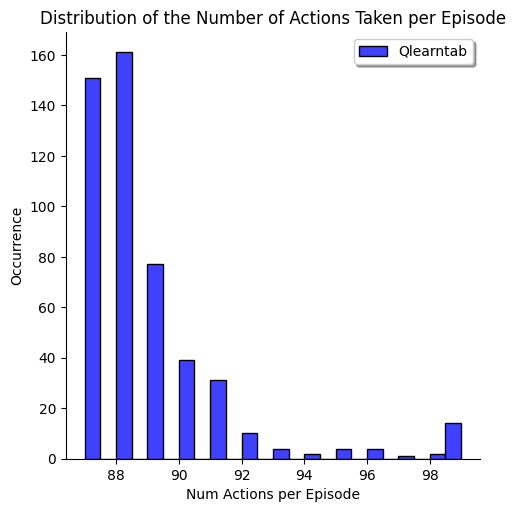 Distribution of the Number of Actions Taken per Episode
Qlearntab
160
140
120
100
80
60
40
20
0
Occurrence
88 90 92 94 96 98
Num Actions per Episode